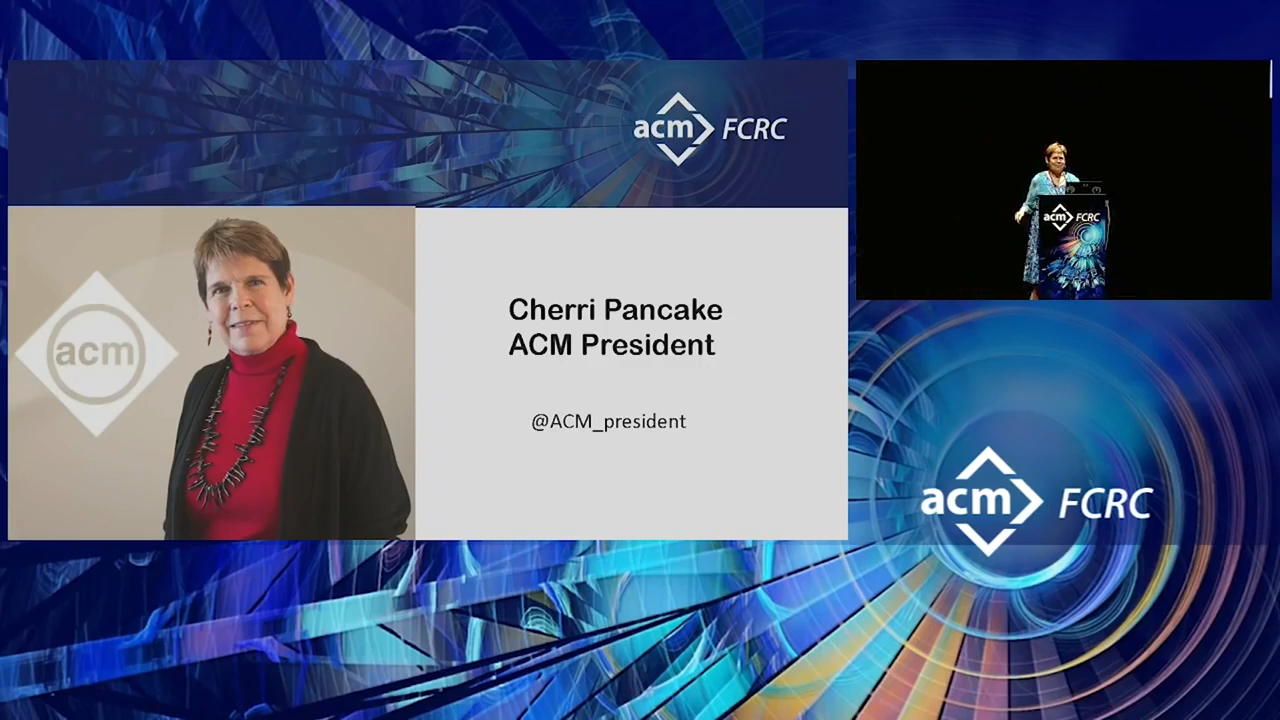 acm FCRC
acm
Cherri Pancake
ACM President
@ACM_president
acm FCRC
acm FCRC